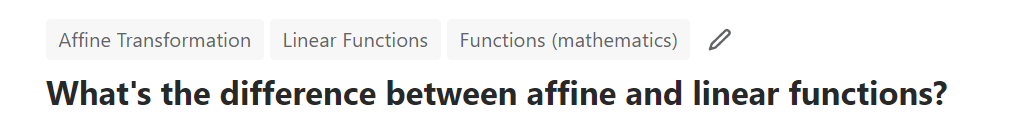 Affine Transformation Linear Functions Functions (mathematics)
What's the difference between affine and linear functions?